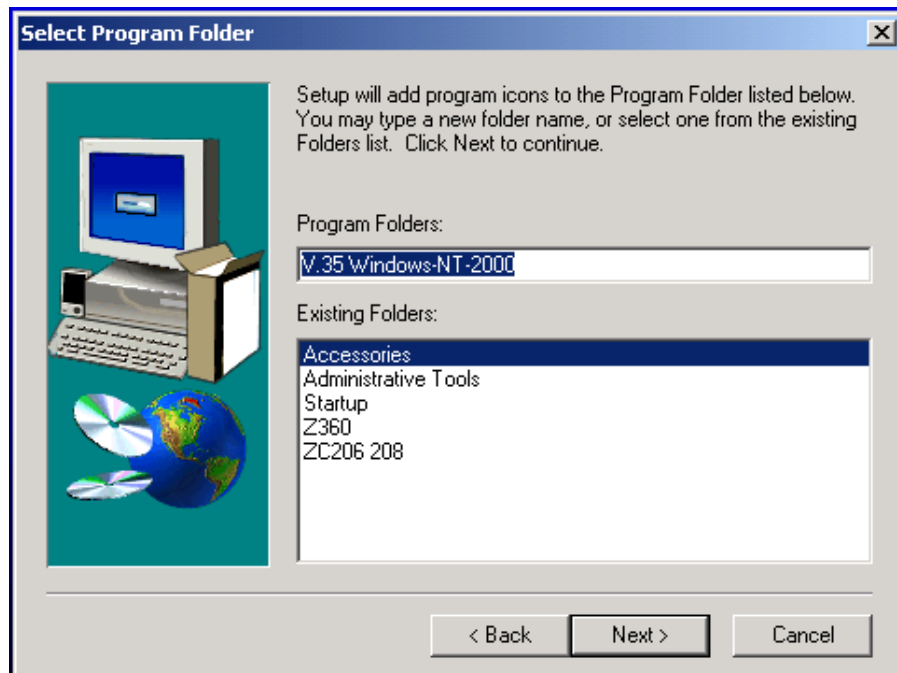 Select Program Folder
Setup will add program icons to the Program Folder listed below.
You may type a new folder name, or select one from the existing
Folders list.  Click Next to continue.
Program Folders:
V.35 Windows-NT-2000
Existing Folders:
Accessories
Administrative Tools
Startup
Z360
ZC206 208
< Back
Next >
Cancel